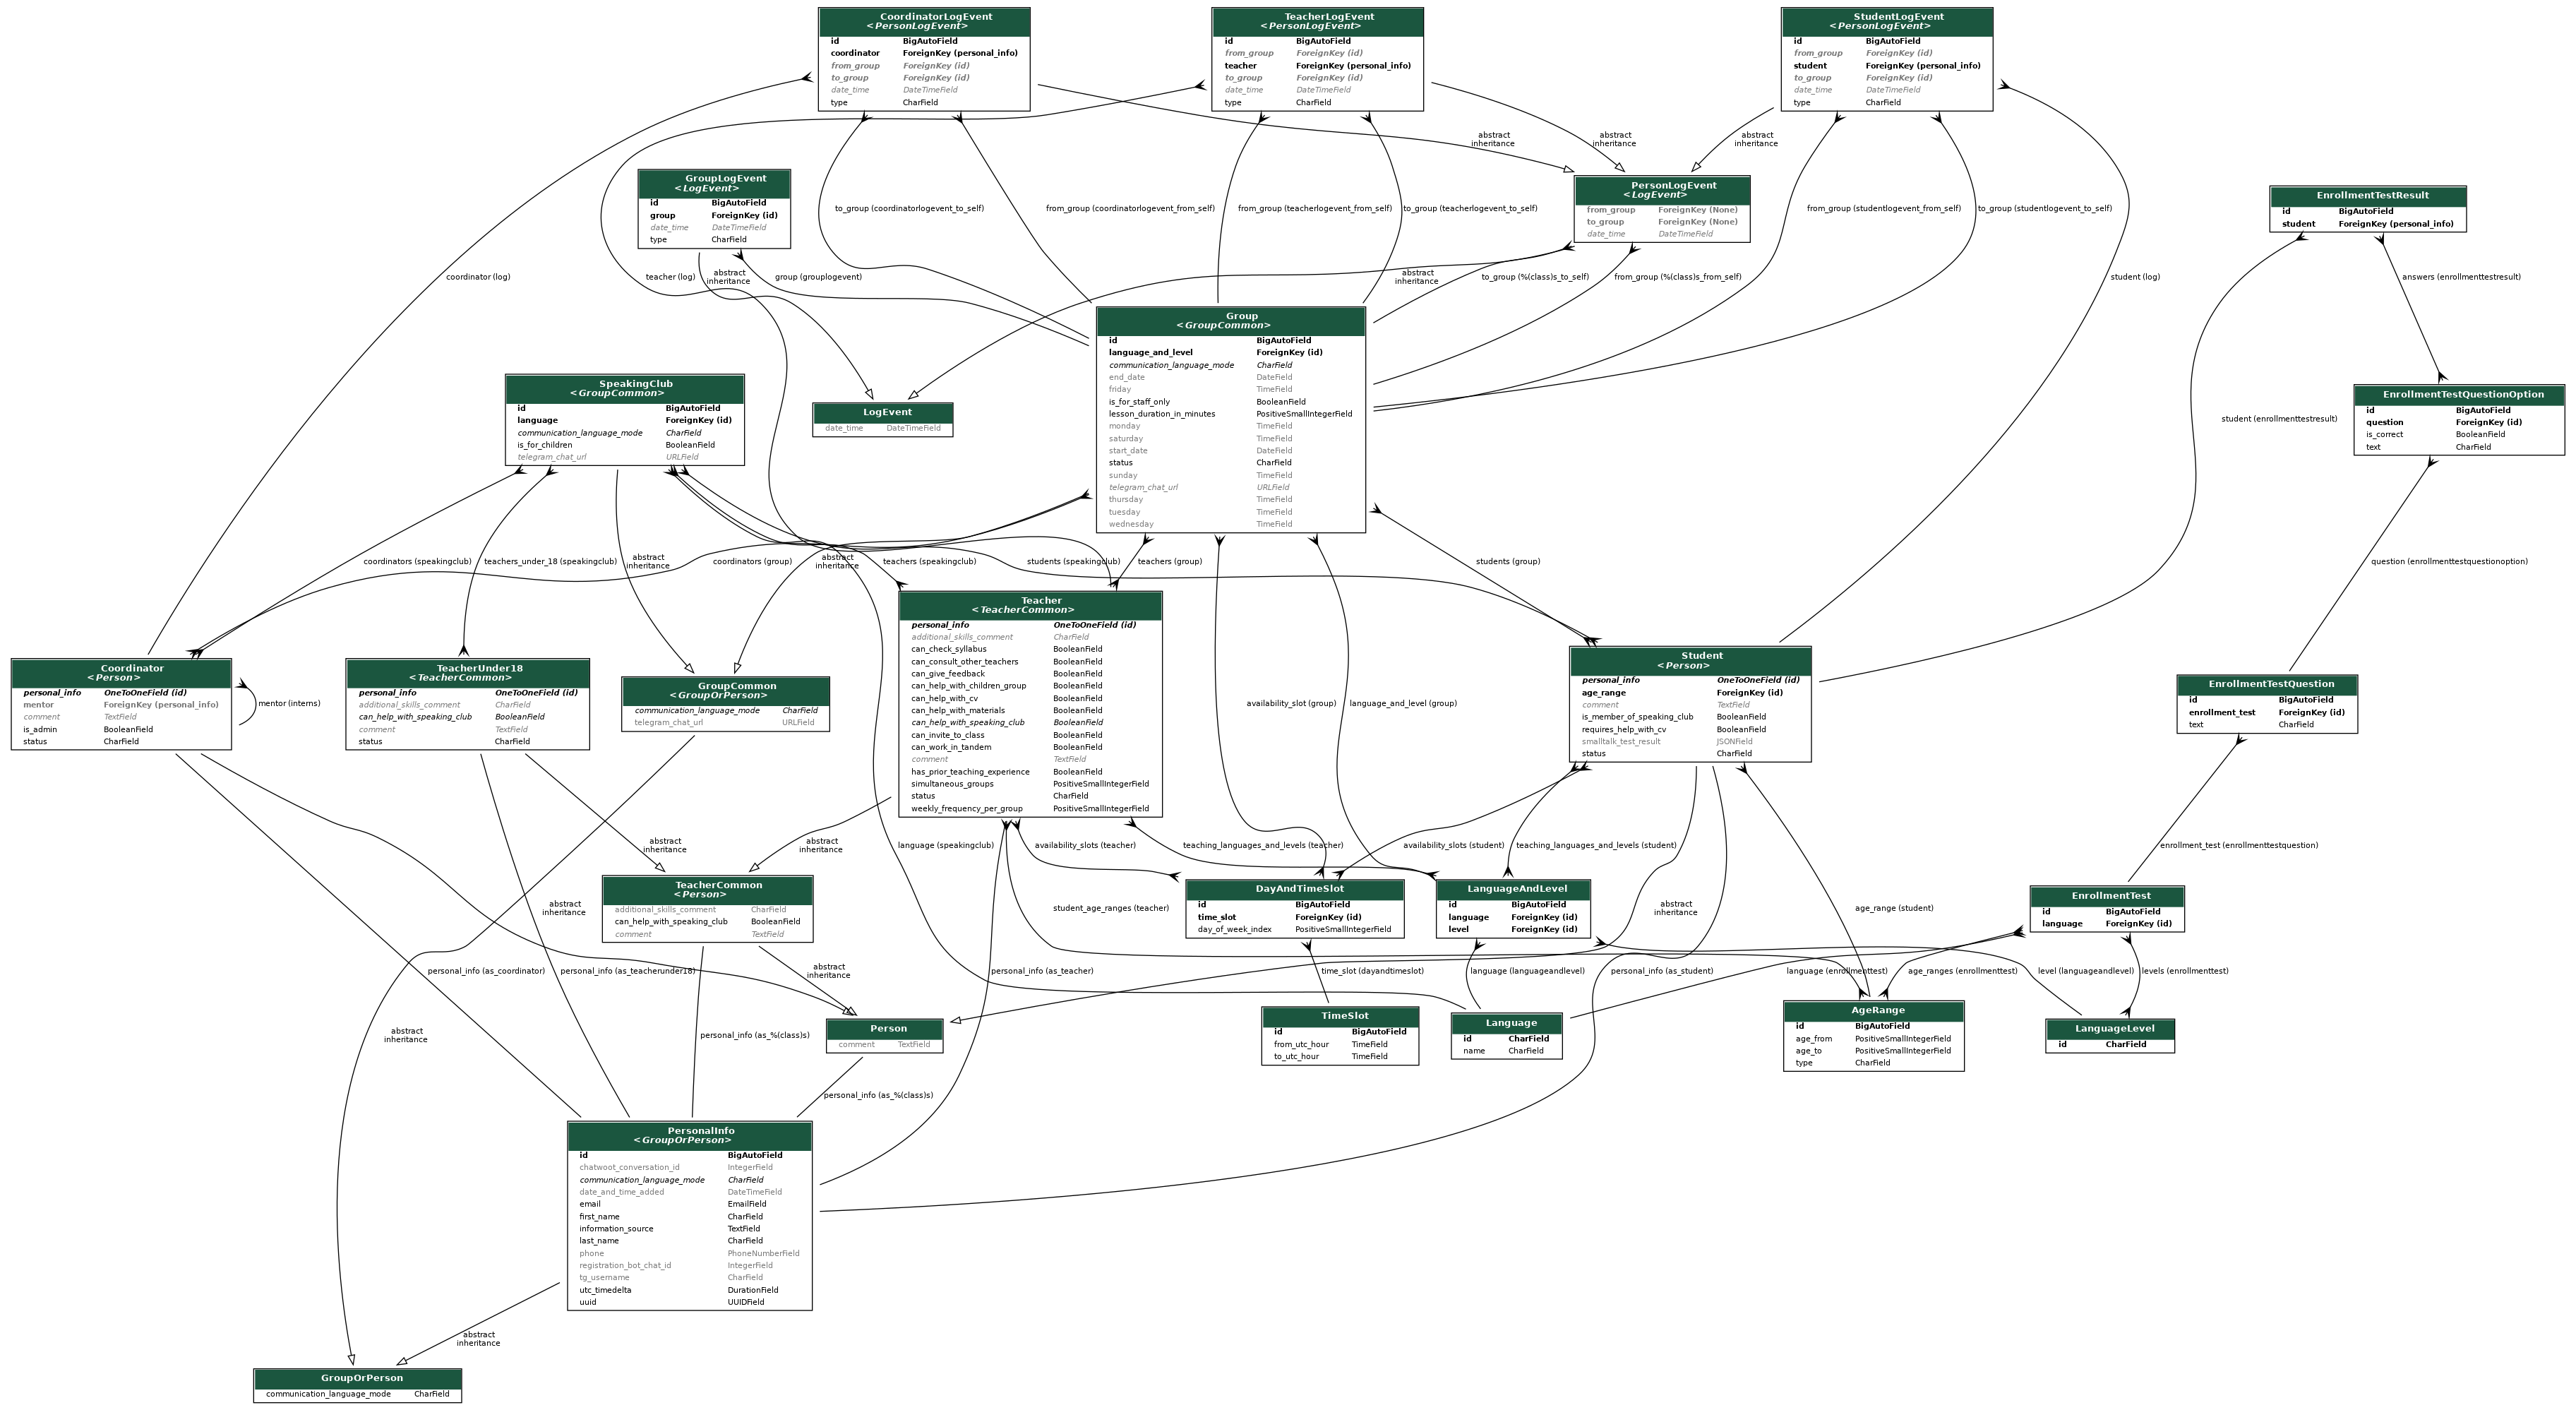 CoordinatorLogEvent
<PersonLogEvent>
id BigAutoField
coordinator ForeignKey (personal_info)
from_group ForeignKey (id)
to_group ForeignKey (id)
date_time DateTimeField
type CharField
TeacherLogEvent
<PersonLogEvent>
id BigAutoField
from_group ForeignKey (id)
teacher ForeignKey (personal_info)
to_group ForeignKey (id)
date_time DateTimeField
type CharField
StudentLogEvent
<PersonLogEvent>
id BigAutoField
from_group ForeignKey (id)
student ForeignKey (personal_info)
to_group ForeignKey (id)
date_time DateTimeField
type CharField
abstract
inheritance
abstract
inheritance
abstract
inheritance
GroupLogEvent
<LogEvent>
id BigAutoField
group ForeignKey (id)
date_time DateTimeField
type CharField
to_group (coordinatorlogevent_to_self)
from_group (coordinatorlogevent_from_self)
from_group (teacherlogevent_from_self)
to_group (teacherlogevent_to_self)
PersonLogEvent
<LogEvent>
from_group ForeignKey (None)
to_group ForeignKey (None)
date_time DateTimeField
from_group (studentlogevent_from_self)
to_group (studentlogevent_to_self)
EnrollmentTestResult
id BigAutoField
student ForeignKey (personal_info)
coordinator (log)
teacher (log)
abstract
inheritance
group (grouplogevent)
abstract
inheritance
to_group (%(class)s_to_self)
from_group (%(class)s_from_self)
student (log)
answers (enrollmenttestresult)
Group
<GroupCommon>
id BigAutoField
language_and_level ForeignKey (id)
communication_language_mode CharField
end_date DateField
friday TimeField
is_for_staff_only BooleanField
lesson_duration_in_minutes PositiveSmallIntegerField
monday TimeField
saturday TimeField
start_date DateField
status CharField
sunday TimeField
telegram_chat_url URLField
thursday TimeField
tuesday TimeField
wednesday TimeField
SpeakingClub
<GroupCommon>
id BigAutoField
language ForeignKey (id)
communication_language_mode CharField
is_for_children BooleanField
telegram_chat_url URLField
LogEvent
date_time DateTimeField
student (enrollmenttestresult)
EnrollmentTestQuestionOption
id BigAutoField
question ForeignKey (id)
is_correct BooleanField
text CharField
coordinators (speakingclub)
teachers_under_18 (speakingclub)
abstract
inheritance
coordinators (group)
abstract
inheritance
teachers (speakingclub)
students (speakingclub)
teachers (group)
students (group)
question (enrollmenttestquestionoption)
Coordinator
<Person>
personal_info OneToOneField (id)
mentor ForeignKey (personal_info)
comment TextField
is_admin BooleanField
status CharField
mentor (interns)
TeacherUnder18
<TeacherCommon>
personal_info OneToOneField (id)
additional_skills_comment CharField
can_help_with_speaking_club BooleanField
comment TextField
status CharField
GroupCommon
<GroupOrPerson>
communication_language_mode CharField
telegram_chat_url URLField
Teacher
<TeacherCommon>
personal_info OneToOneField (id)
additional_skills_comment CharField
can_check_syllabus BooleanField
can_consult_other_teachers BooleanField
can_give_feedback BooleanField
can_help_with_children_group BooleanField
can_help_with_cv BooleanField
can_help_with_materials BooleanField
can_help_with_speaking_club BooleanField
can_invite_to_class BooleanField
can_work_in_tandem BooleanField
comment TextField
has_prior_teaching_experience BooleanField
simultaneous_groups PositiveSmallIntegerField
status CharField
weekly_frequency_per_group PositiveSmallIntegerField
availability_slot (group)
language_and_level (group)
Student
<Person>
personal_info OneToOneField (id)
age_range ForeignKey (id)
comment TextField
is_member_of_speaking_club BooleanField
requires_help_with_cv BooleanField
smalltalk_test_result JSONField
status CharField
EnrollmentTestQuestion
id BigAutoField
enrollment_test ForeignKey (id)
text CharField
abstract
inheritance
abstract
inheritance
language (speakingclub)
availability_slots (teacher)
teaching_languages_and_levels (teacher)
availability_slots (student)
teaching_languages_and_levels (student)
enrollment_test (enrollmenttestquestion)
abstract
inheritance
TeacherCommon
<Person>
additional_skills_comment CharField
can_help_with_speaking_club BooleanField
comment TextField
student_age_ranges (teacher)
DayAndTimeSlot
id BigAutoField
time_slot ForeignKey (id)
day_of_week_index PositiveSmallIntegerField
LanguageAndLevel
id BigAutoField
language ForeignKey (id)
level ForeignKey (id)
abstract
inheritance
age_range (student)
EnrollmentTest
id BigAutoField
language ForeignKey (id)
personal_info (as_coordinator)
personal_info (as_teacherunder18)
abstract
inheritance
personal_info (as_teacher)
time_slot (dayandtimeslot)
language (languageandlevel)
personal_info (as_student)
language (enrollmenttest)
age_ranges (enrollmenttest)
level (languageandlevel)
levels (enrollmenttest)
abstract
inheritance
personal_info (as_%(class)s)
Person
comment TextField
TimeSlot
id BigAutoField
from_utc_hour TimeField
to_utc_hour TimeField
Language
id CharField
name CharField
AgeRange
id BigAutoField
age_from PositiveSmallIntegerField
age_to PositiveSmallIntegerField
type CharField
LanguageLevel
id CharField
personal_info (as_%(class)s)
PersonalInfo
<GroupOrPerson>
id BigAutoField
chatwoot_conversation_id IntegerField
communication_language_mode CharField
date_and_time_added DateTimeField
email EmailField
first_name CharField
information_source TextField
last_name CharField
phone PhoneNumberField
registration_bot_chat_id IntegerField
tg_username CharField
utc_timedelta DurationField
uuid UUIDField
abstract
inheritance
GroupOrPerson
communication_language_mode CharField